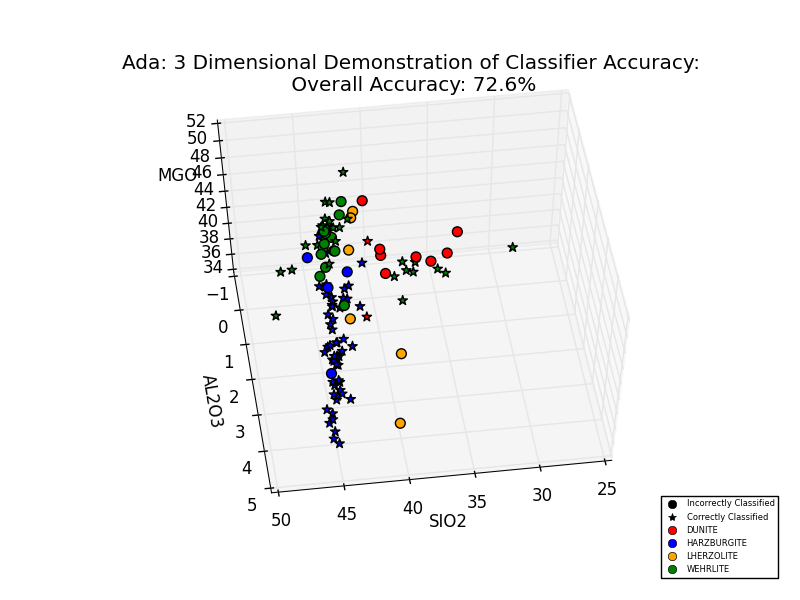 Ada: 3 Dimensional Demonstration of Classifier Accuracy:
Overall Accuracy: 72.6%
52
50
48
MGO
46
44
42
40
38
36
34
−1
0
1
2
AL2O3
3
4
5
50
45
40
35
30
25
SIO2
Incorrectly Classified
Correctly Classified
DUNITE
HARZBURGITE
LHERZOLITE
WEHRLITE